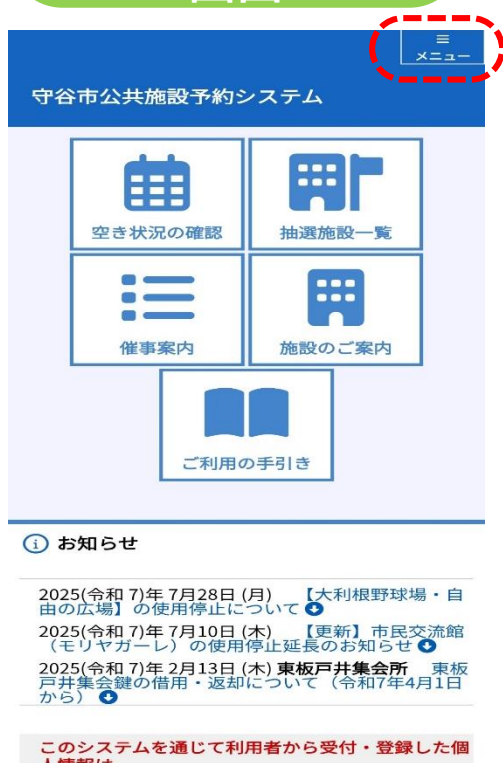 メニュー
守谷市公共施設予約システム
空き状況の確認
抽選施設一覧
催事案内
施設のご案内
ご利用の手引き
お知らせ
2025(令和 7)年 7月28日 (月) 【大利根野球場・自
由の広場】の使用停止について
2025(令和 7)年 7月10日 (木) 【更新】市民交流館
（モリヤガーレ）の使用停止延長のお知らせ
2025(令和 7)年 2月13日 (木) 東板戸井集会所 東板
戸井集会鍵の借用・返却について（令和7年4月1日
から）
このシステムを通じて利用者から受付・登録した個